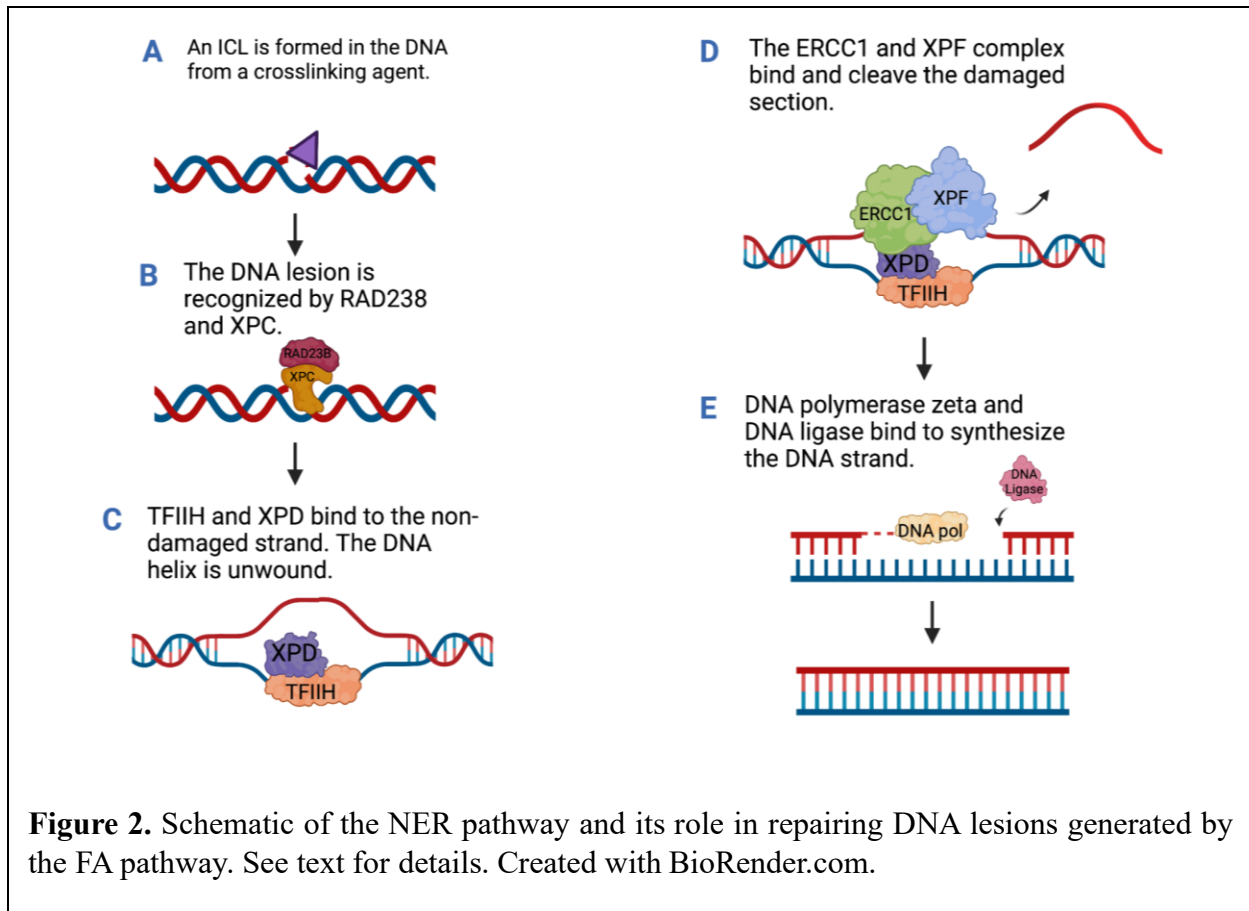 A
An ICL is formed in the DNA
from a crosslinking agent.
B
The DNA lesion is
recognized by RAD238
and XPC.
RAD23B
XPC
C
TFIIH and XPD bind to the non-
damaged strand. The DNA
helix is unwound.
XPD
TFIIH
D
The ERCC1 and XPF complex
bind and cleave the damaged
section.
XPF
ERCC1
XPD
TFIIH
E
DNA polymerase zeta and
DNA ligase bind to synthesize
the DNA strand.
DNA
Ligase
DNA pol
Figure 2. Schematic of the NER pathway and its role in repairing DNA lesions generated by
the FA pathway. See text for details. Created with BioRender.com.